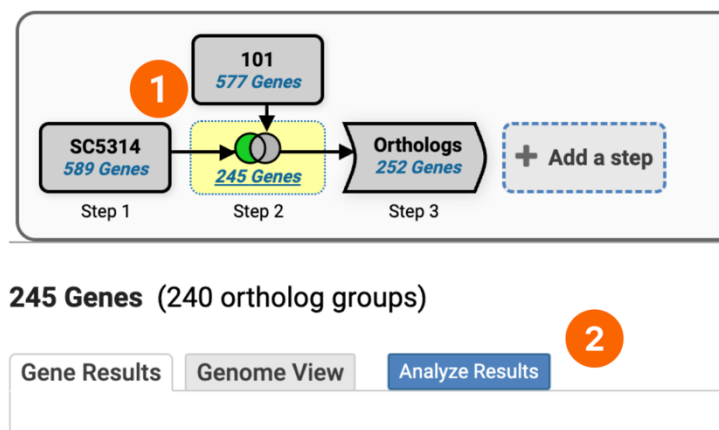 101
577 Genes
1
SC5314
589 Genes
245 Genes
Orthologs
252 Genes
+ Add a step
Step 1
Step 2
Step 3
245 Genes (240 ortholog groups)
2
Gene Results
Genome View
Analyze Results